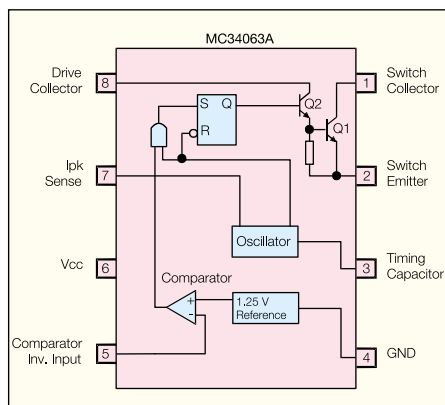 MC34063A
Drive
Collector
8
S Q
R
Q2
Q1
1
Switch
Collector
Ipk
Sense
7
2
Switch
Emitter
Oscillator
Vcc
6
3
Timing
Capacitor
Comparator
+
-
1.25 V
Reference
Comparator
Inv. Input
5
4
GND